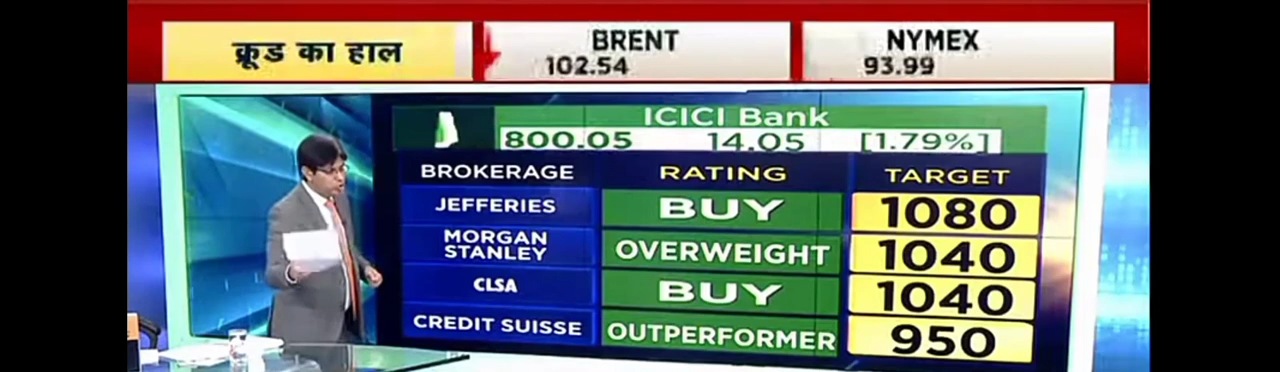 क्रूड का हाल
BRENT
102.54
NYMEX
93.99
ICICI Bank
800.05 14.05 [1.79%]
BROKERAGE RATING TARGET
JEFFERIES BUY 1080
MORGAN
STANLEY OVERWEIGHT 1040
CLSA BUY 1040
CREDIT SUISSE OUTPERFORMER 950